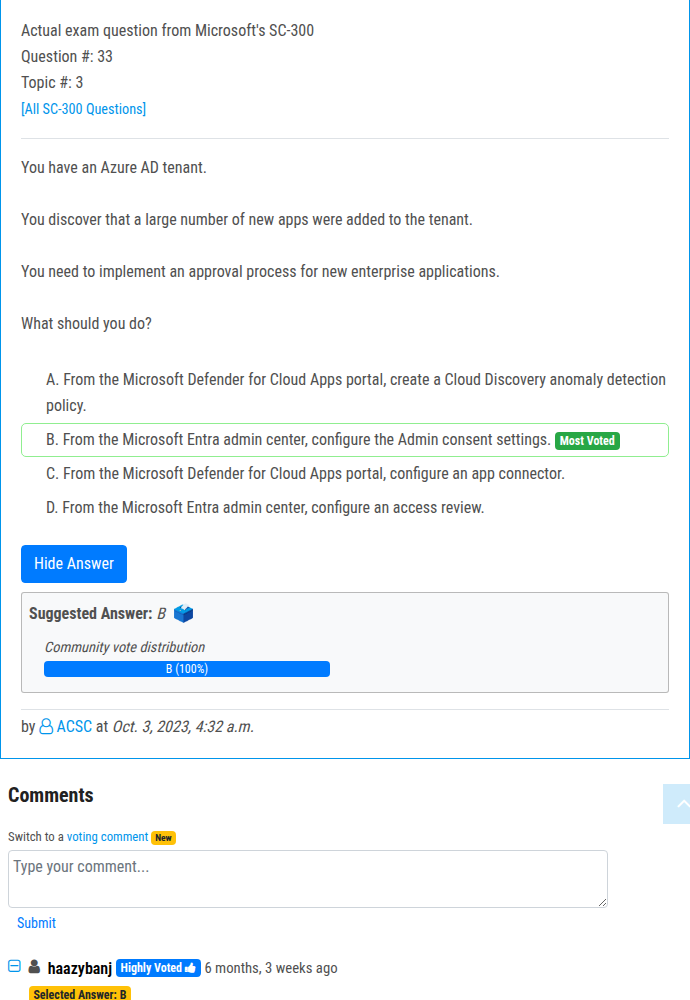 Actual exam question from Microsoft's SC-300
Question #: 33
Topic #: 3
[All SC-300 Questions]
You have an Azure AD tenant.
You discover that a large number of new apps were added to the tenant.
You need to implement an approval process for new enterprise applications.
What should you do?
A. From the Microsoft Defender for Cloud Apps portal, create a Cloud Discovery anomaly detection
policy.
B. From the Microsoft Entra admin center, configure the Admin consent settings. Most Voted
C. From the Microsoft Defender for Cloud Apps portal, configure an app connector.
D. From the Microsoft Entra admin center, configure an access review.
Hide Answer
Suggested Answer: B
Community vote distribution
B (100%)
by ACSC at Oct. 3, 2023, 4:32 a.m.
Comments
Switch to a voting comment New
Type your comment...
Submit
haazybanj Highly Voted 6 months, 3 weeks ago
Selected Answer: B